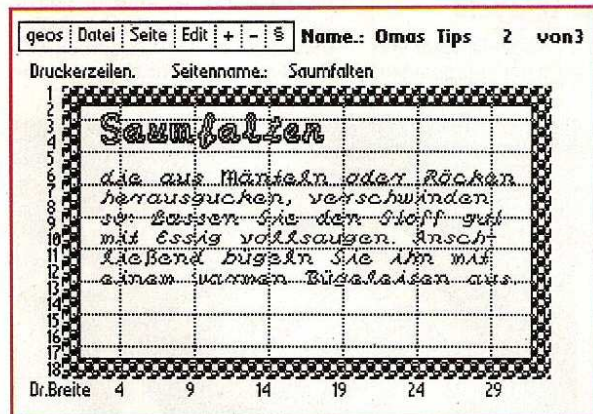 geos Datei Seite Edit + - § Name.: Omas Tips 2 von3
Druckerzeilen. Seitenname.: Saumfalten
1
2
3
Saumfalten
4
5
6 die aus Mänteln oder Röcken
7 herausgucken, verschwinden
8
9 so: Lassen Sie den Stoff gut
10 mit Essig vollsaugen. Ansch-
11 ließend bügeln Sie ihn mit
12
13 einem warmen Bügeleisen aus.
14
15
16
17
18
Dr.Breite 4 9 14 19 24 29